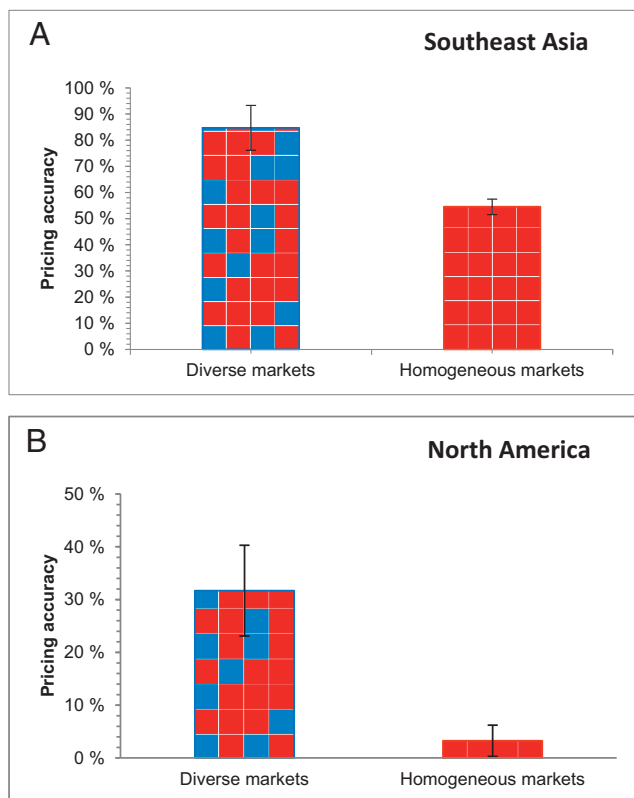 A
Southeast Asia
Pricing accuracy
100 %
90 %
80 %
70 %
60 %
50 %
40 %
30 %
20 %
10 %
0 %
Diverse markets
Homogeneous markets
B
North America
Pricing accuracy
50 %
40 %
30 %
20 %
10 %
0 %
Diverse markets
Homogeneous markets